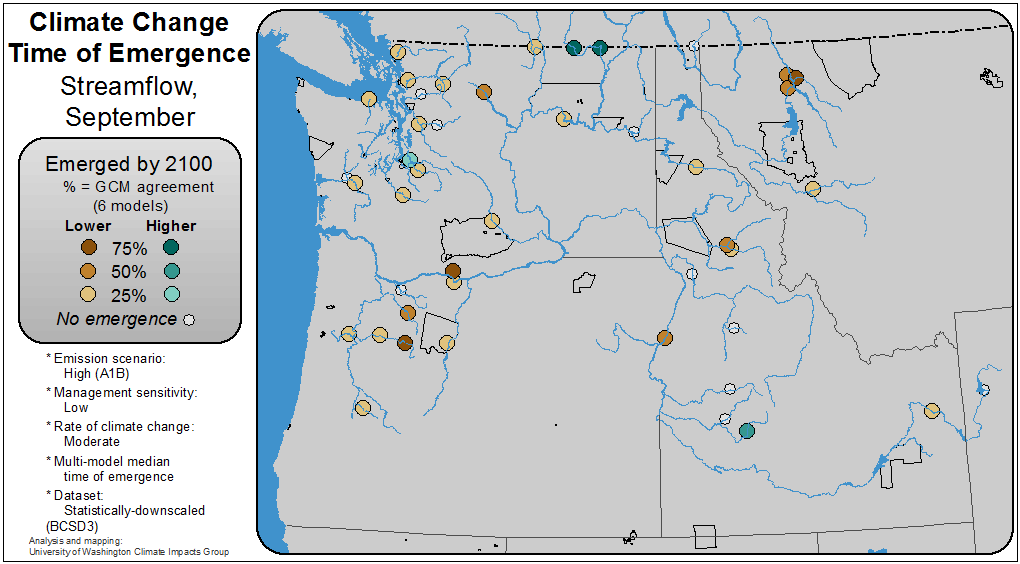 Climate Change
Time of Emergence
Streamflow,
September
Emerged by 2100
% = GCM agreement
(6 models)
Lower Higher
75%
50%
25%
No emergence
* Emission scenario:
High (A1B)
* Management sensitivity:
Low
* Rate of climate change:
Moderate
* Multi-model median
time of emergence
* Dataset:
Statistically-downscaled
(BCSD3)
Analysis and mapping:
University of Washington Climate Impacts Group